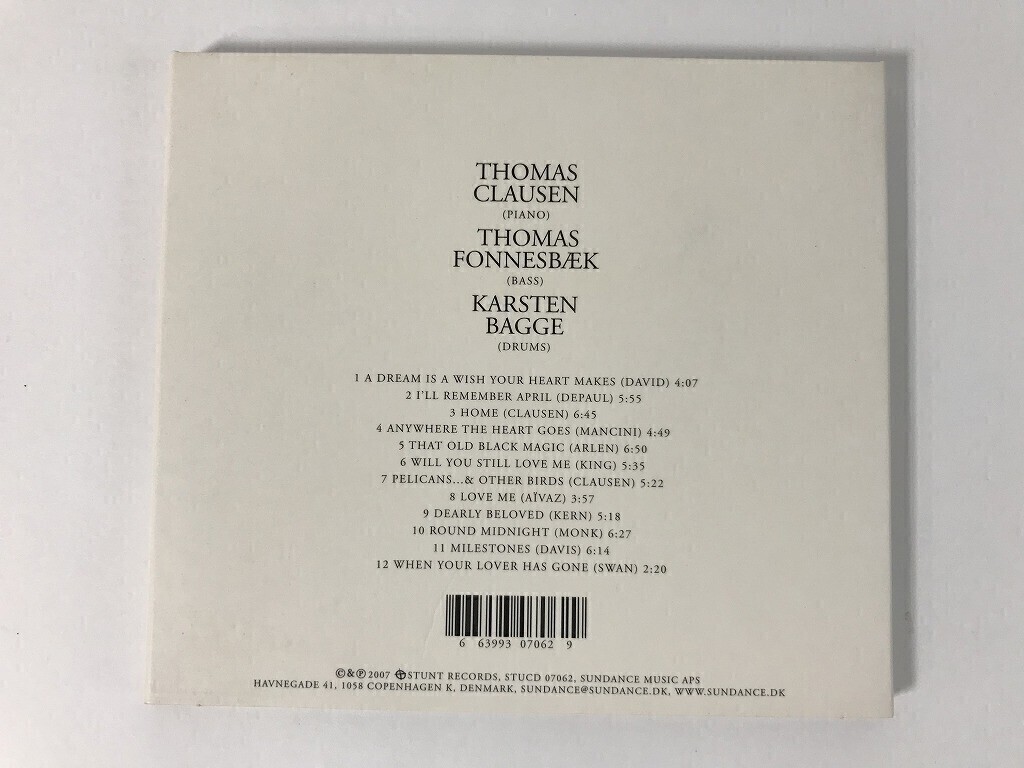 THOMAS
CLAUSEN
(PIANO)
THOMAS
FONNESBÆK
(BASS)
KARSTEN
BAGGE
(DRUMS)
1 A DREAM IS A WISH YOUR HEART MAKES (DAVID) 4:07
2 I'LL REMEMBER APRIL (DEPAUL) 5:55
3 HOME (CLAUSEN) 6:45
4 ANYWHERE THE HEART GOES (MANCINI) 4:49
5 THAT OLD BLACK MAGIC (ARLEN) 6:50
6 WILL YOU STILL LOVE ME (KING) 5:35
7 PELICANS...& OTHER BIRDS (CLAUSEN) 5:22
8 LOVE ME (AÏVAZ) 3:57
9 DEARLY BELOVED (KERN) 5:18
10 ROUND MIDNIGHT (MONK) 6:27
11 MILESTONES (DAVIS) 6:14
12 WHEN YOUR LOVER HAS GONE (SWAN) 2:20
6 63993 07062 9
©&℗ 2007 STUNT RECORDS, STUCD 07062, SUNDANCE MUSIC APS
HAVNEGADE 41, 1058 COPENHAGEN K, DENMARK, SUNDANCE@SUNDANCE.DK, WWW.SUNDANCE.DK